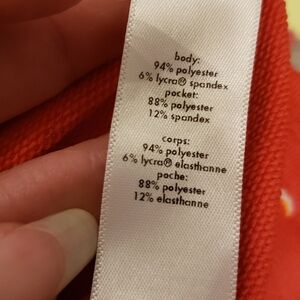 body:
94% polyester
6% lycra® spandex
pocket:
88% polyester
12% spandex
corps:
94% polyester
6% lycra® elasthanne
poche:
88% polyester
12% elasthanne